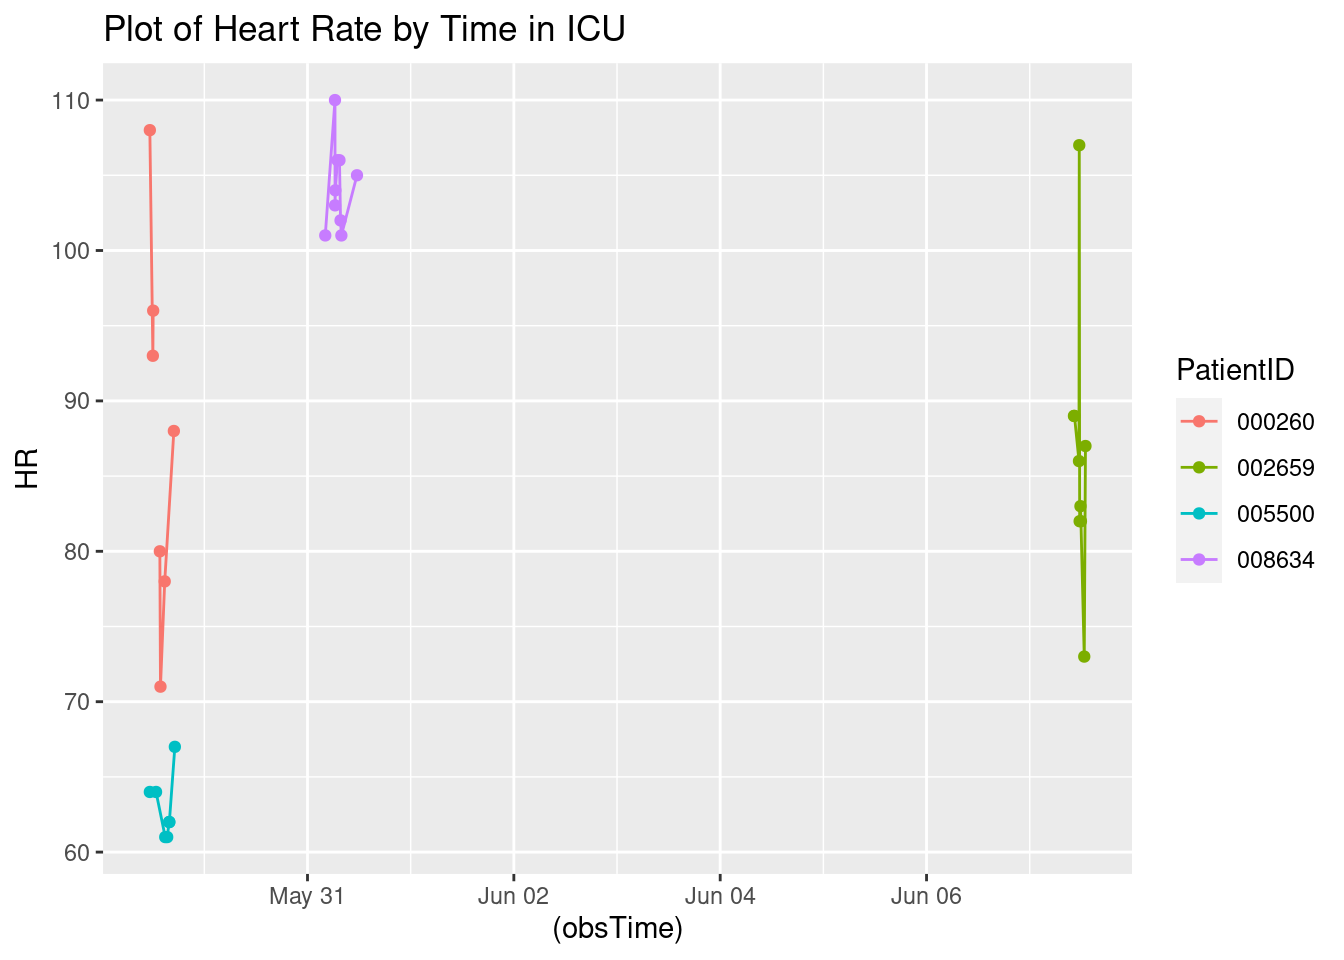 Plot of Heart Rate by Time in ICU
110
100
90
80
70
60
HR
May 31
Jun 02
Jun 04
Jun 06
(obsTime)
PatientID
000260
002659
005500
008634